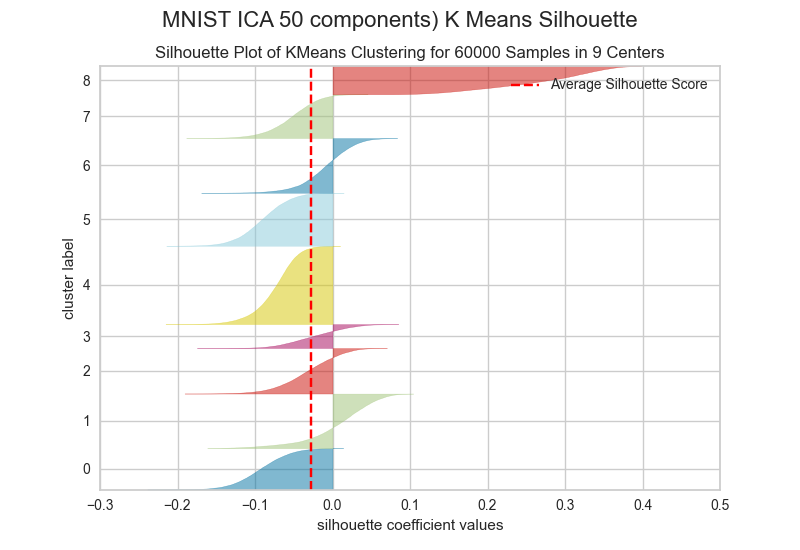 MNIST ICA 50 components) K Means Silhouette
Silhouette Plot of KMeans Clustering for 60000 Samples in 9 Centers
Average Silhouette Score
8
7
6
5
4
3
2
1
0
cluster label
−0.3 −0.2 −0.1 0.0 0.1 0.2 0.3 0.4 0.5
silhouette coefficient values